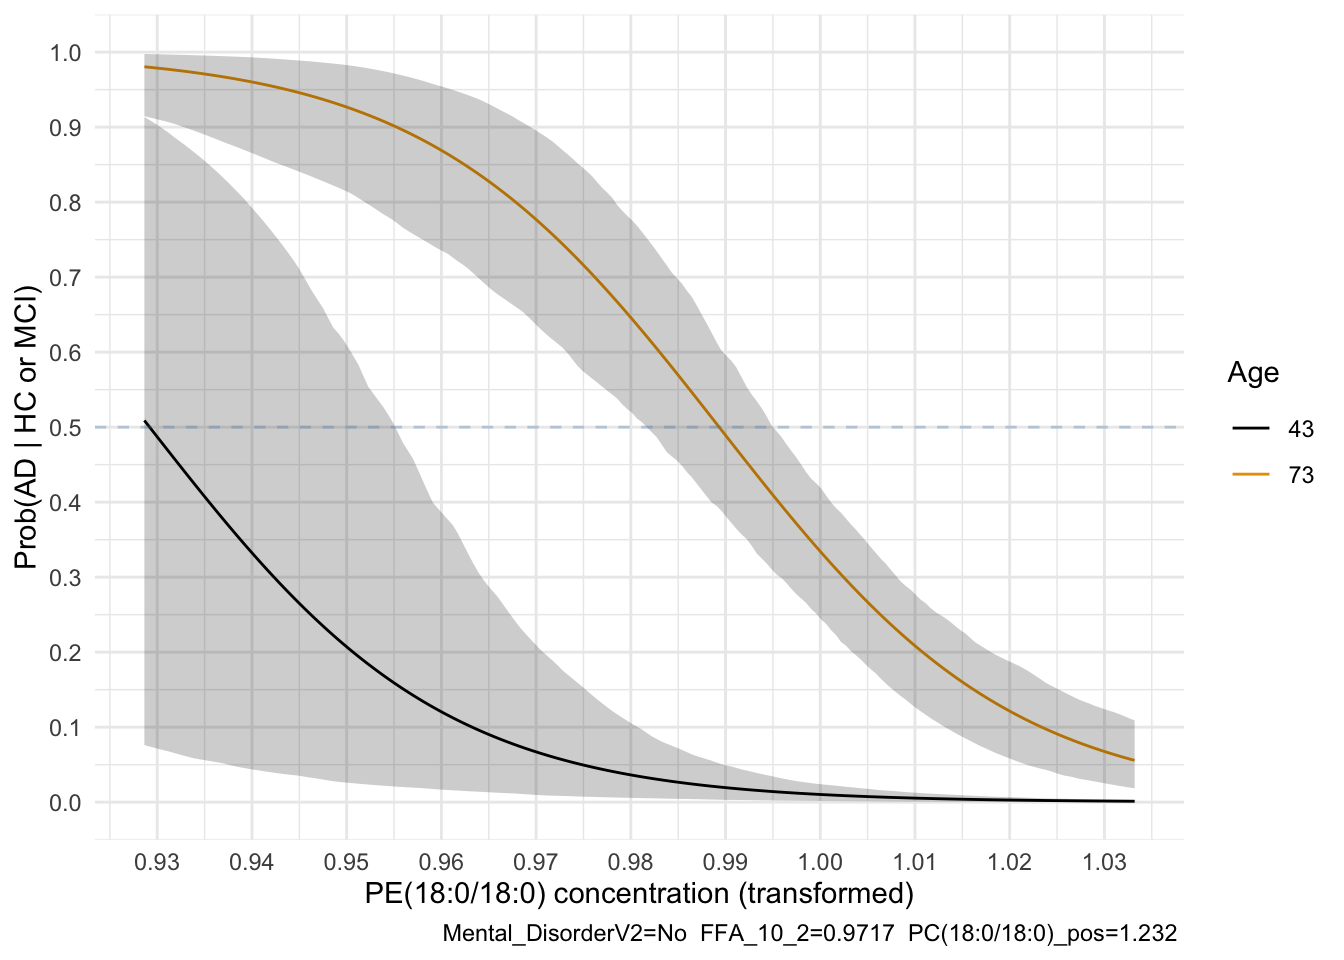 1.0
0.9
0.8
0.7
0.6
0.5
0.4
0.3
0.2
0.1
0.0
Prob(AD | HC or MCI)
0.93 0.94 0.95 0.96 0.97 0.98 0.99 1.00 1.01 1.02 1.03
PE(18:0/18:0) concentration (transformed)
Mental_DisorderV2=No FFA_10_2=0.9717 PC(18:0/18:0)_pos=1.232
Age
43
73